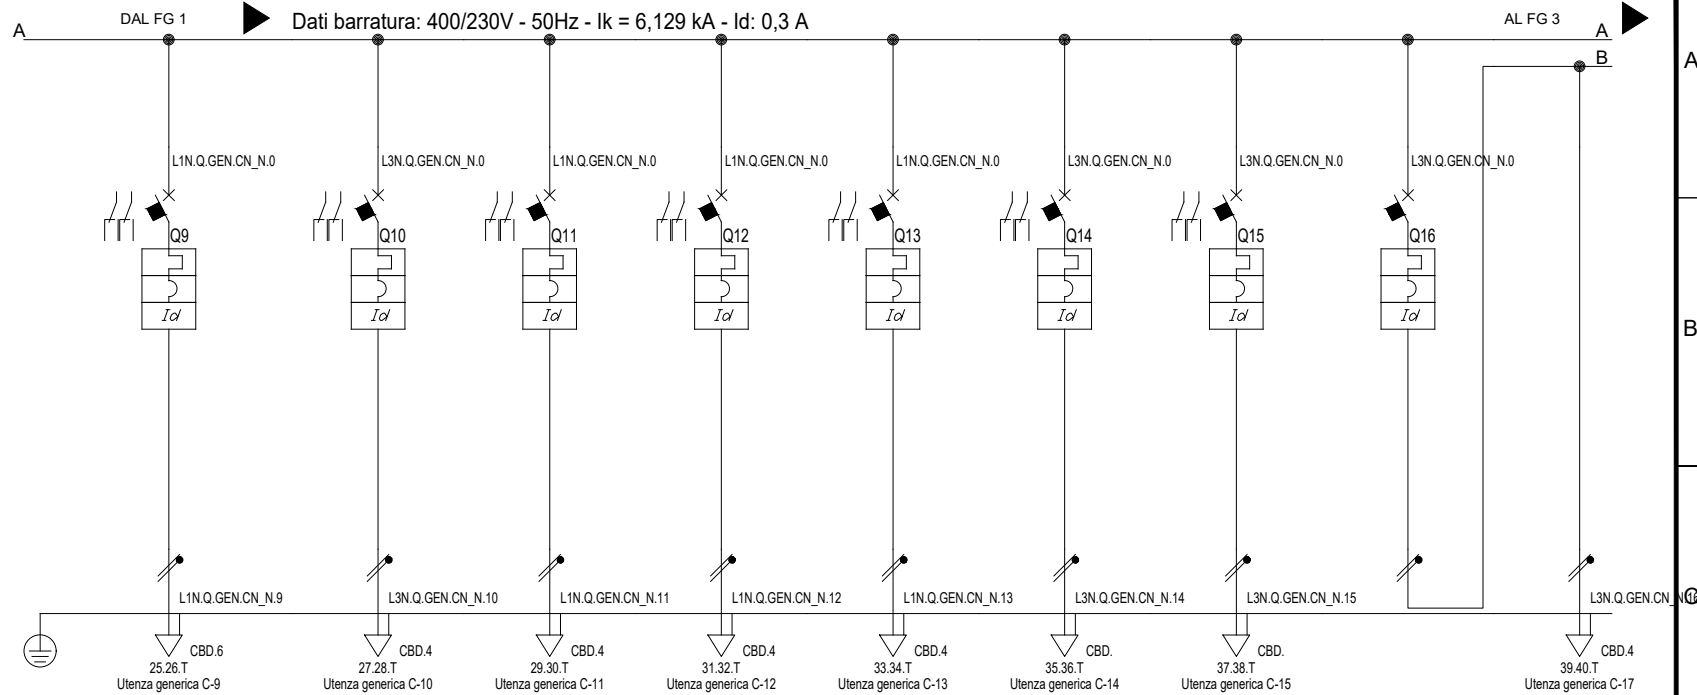 DAL FG 1
Dati barratura: 400/230V - 50Hz - Ik = 6,129 kA - Id: 0,3 A
AL FG 3
A
A
B
A
L1N.Q.GEN.CN_N.0
L3N.Q.GEN.CN_N.0
L1N.Q.GEN.CN_N.0
L1N.Q.GEN.CN_N.0
L1N.Q.GEN.CN_N.0
L3N.Q.GEN.CN_N.0
L3N.Q.GEN.CN_N.0
L3N.Q.GEN.CN_N.0
Q9
Q10
Q11
Q12
Q13
Q14
Q15
Q16
Id
Id
Id
Id
Id
Id
Id
Id
B
L1N.Q.GEN.CN_N.9
L3N.Q.GEN.CN_N.10
L1N.Q.GEN.CN_N.11
L1N.Q.GEN.CN_N.12
L1N.Q.GEN.CN_N.13
L3N.Q.GEN.CN_N.14
L3N.Q.GEN.CN_N.15
L3N.Q.GEN.CN_N.16
C
CBD.6
CBD.4
CBD.4
CBD.4
CBD.4
CBD.
CBD.
CBD.4
25.26.T
27.28.T
29.30.T
31.32.T
33.34.T
35.36.T
37.38.T
39.40.T
Utenza generica C-9
Utenza generica C-10
Utenza generica C-11
Utenza generica C-12
Utenza generica C-13
Utenza generica C-14
Utenza generica C-15
Utenza generica C-17